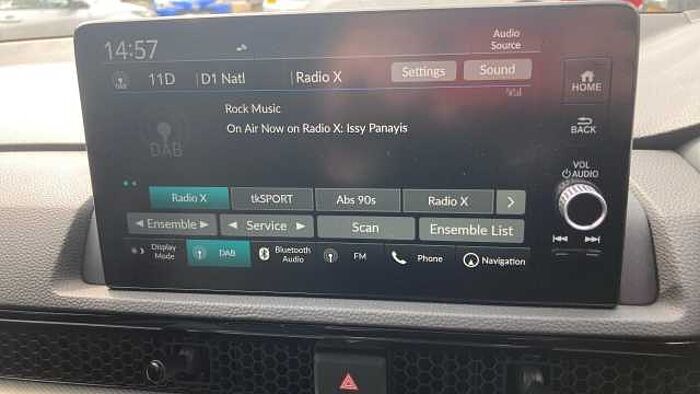 14:57
Audio Source
DAB 11D D1 Natl Radio X Settings Sound
HOME
Rock Music
On Air Now on Radio X: Issy Panayis
DAB
BACK
VOL
AUDIO
Radio X tkSPORT Abs 90s Radio X
Ensemble Service Scan Ensemble List
Display Mode DAB Bluetooth Audio FM Phone Navigation